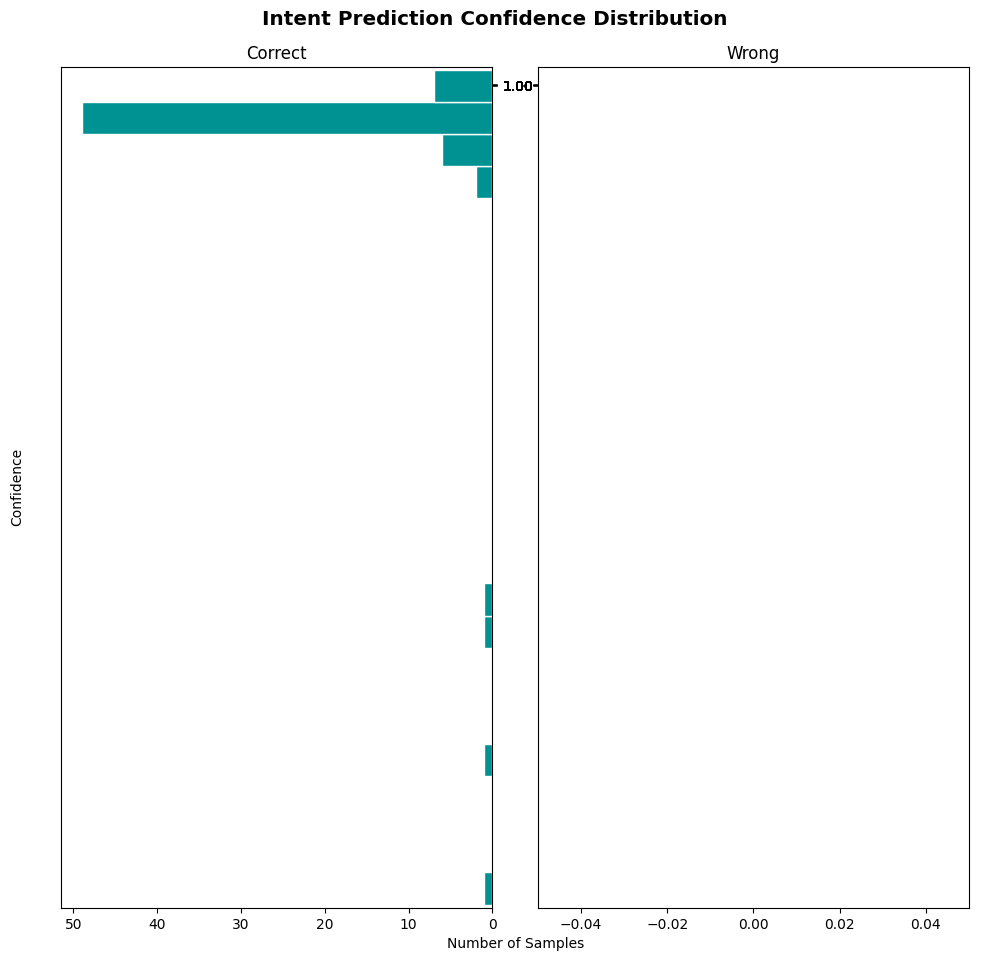 Intent Prediction Confidence Distribution
Correct
Wrong
1.00
Confidence
50 40 30 20 10 0
−0.04 −0.02 0.00 0.02 0.04
Number of Samples